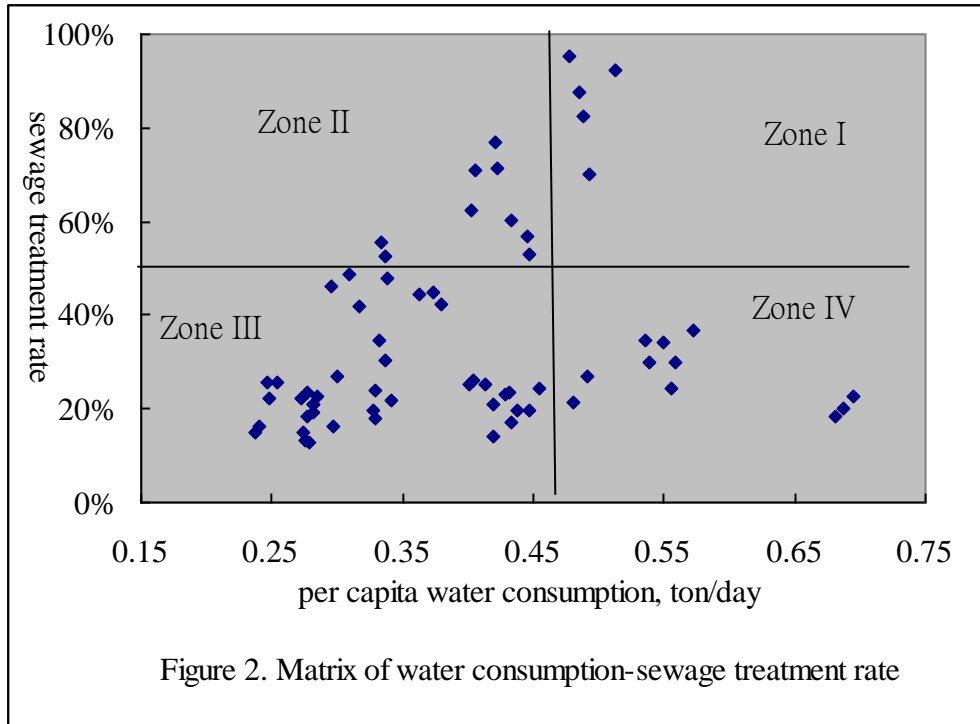 100%
80%
60%
40%
20%
0%
sewage treatment rate
Zone II
Zone I
Zone III
Zone IV
0.15 0.25 0.35 0.45 0.55 0.65 0.75
per capita water consumption, ton/day
Figure 2. Matrix of water consumption-sewage treatment rate